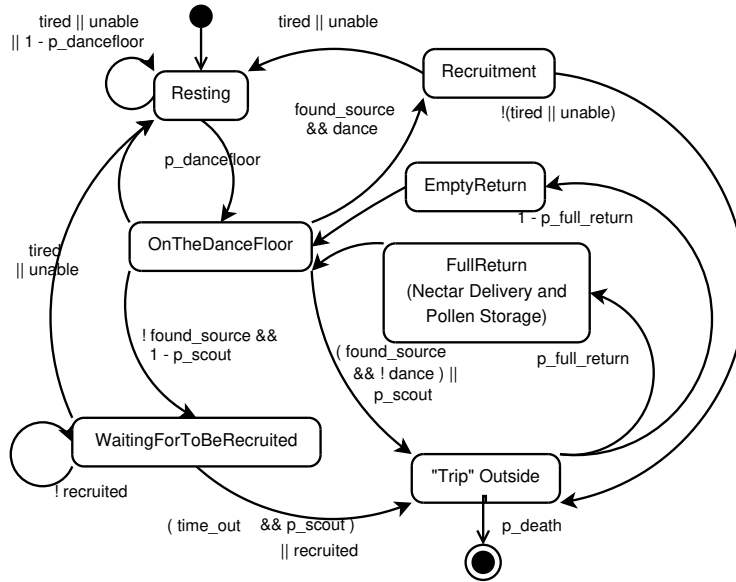 tired || unable
|| 1 - p_dancefloor
tired || unable
Resting
Recruitment
found_source
&& dance
!(tired || unable)
p_dancefloor
EmptyReturn
1 - p_full_return
OnTheDanceFloor
tired
|| unable
FullReturn
(Nectar Delivery and
Pollen Storage)
! found_source &&
1 - p_scout
( found_source
&& ! dance ) ||
p_scout
p_full_return
WaitingForToBeRecruited
"Trip" Outside
! recruited
( time_out && p_scout )
|| recruited
p_death